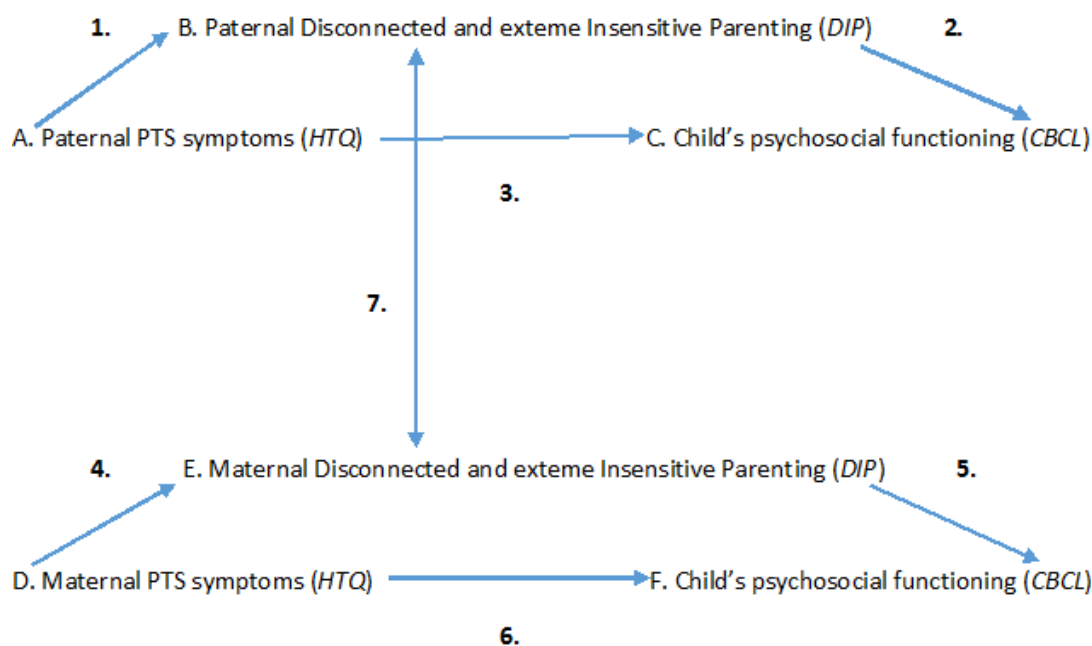 1. B. Paternal Disconnected and exteme Insensitive Parenting (DIP) 2.
A. Paternal PTS symptoms (HTQ) C. Child's psychosocial functioning (CBCL)
3.
7.
4. E. Maternal Disconnected and exteme Insensitive Parenting (DIP) 5.
D. Maternal PTS symptoms (HTQ) F. Child's psychosocial functioning (CBCL)
6.